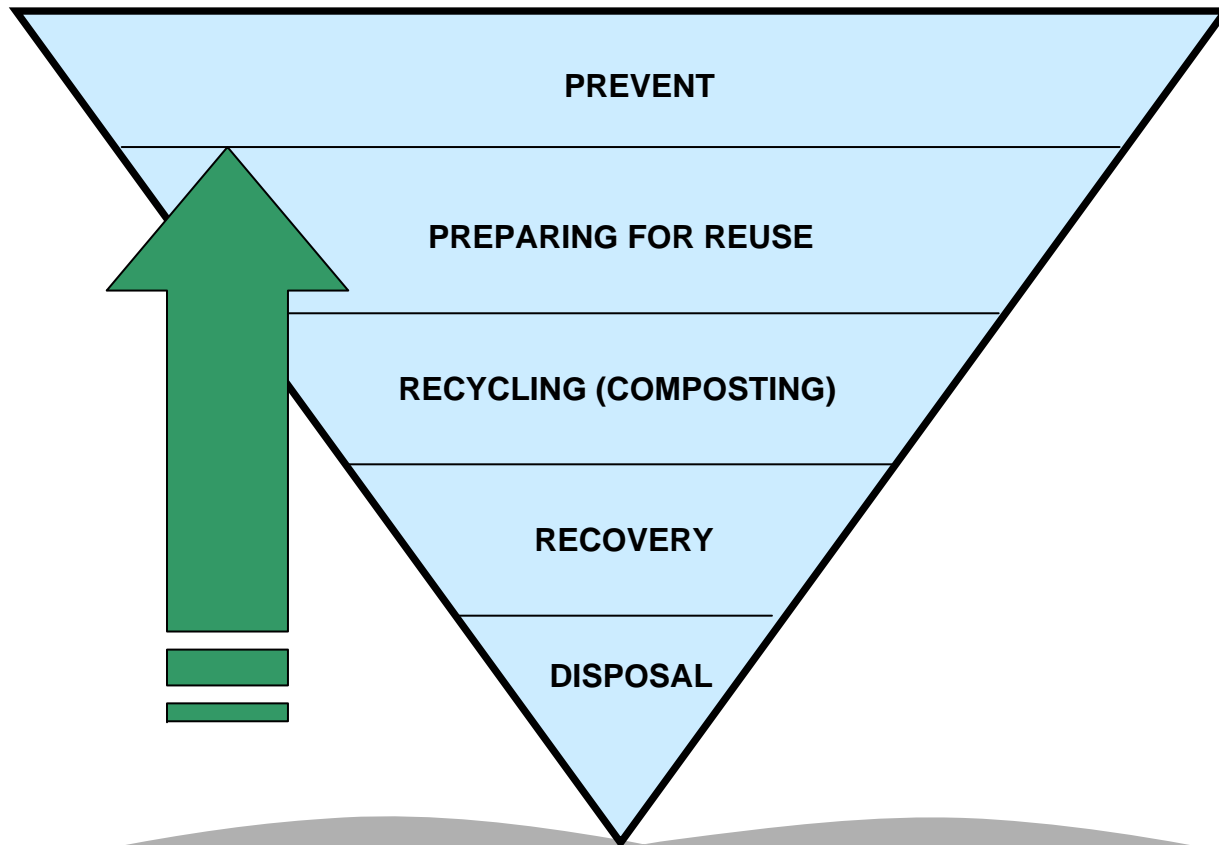 PREVENT
PREPARING FOR REUSE
RECYCLING (COMPOSTING)
RECOVERY
DISPOSAL